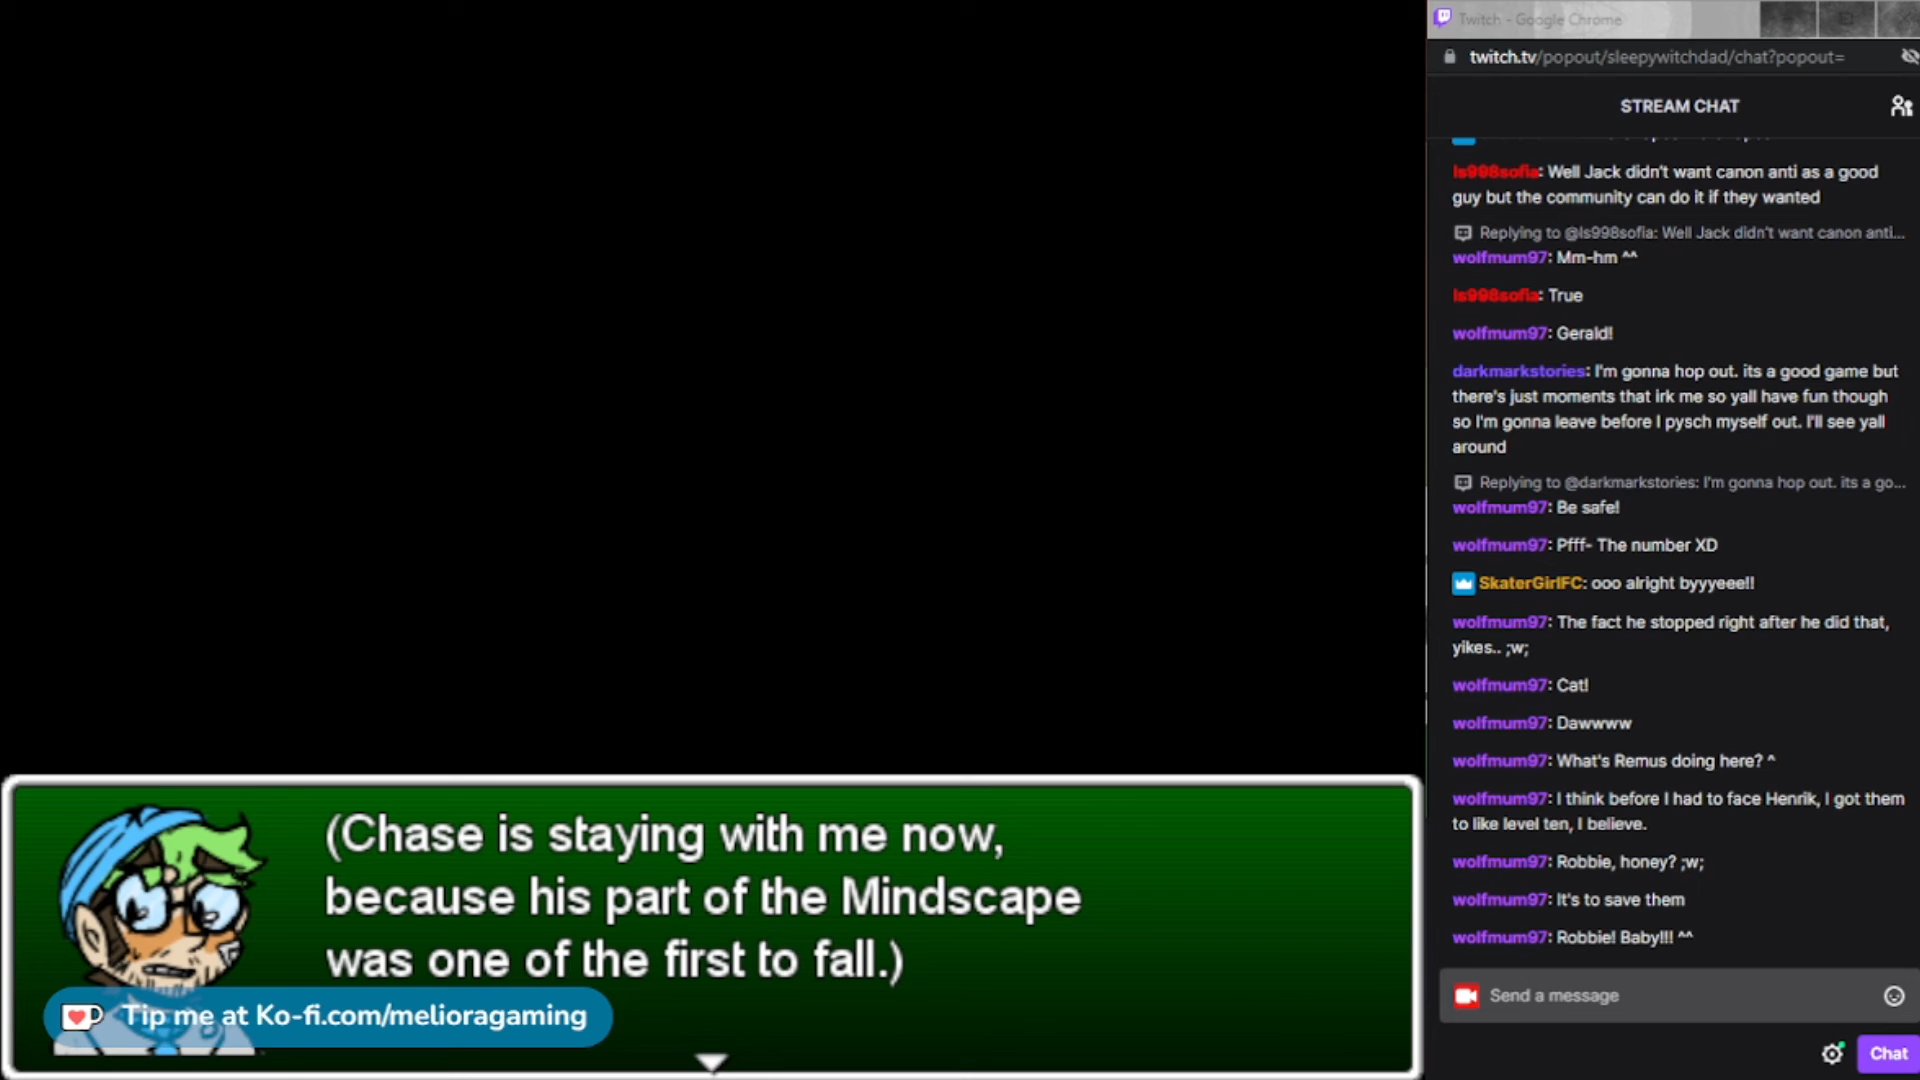 (Chase is staying with me now,
because his part of the Mindscape
was one of the first to fall.)
Tip me at Ko-fi.com/melioragaming
Twitch - Google Chrome
twitch.tv/popout/sleepywitchdad/chat?popout=
STREAM CHAT
ls998sofia: Well Jack didn't want canon anti as a good
guy but the community can do it if they wanted
Replying to @ls998sofia: Well Jack didn't want canon anti...
wolfmum97: Mm-hm ^^
ls998sofia: True
wolfmum97: Gerald!
darkmarkstories: I'm gonna hop out. its a good game but
there's just moments that irk me so yall have fun though
so I'm gonna leave before I pysch myself out. I'll see yall
around
Replying to @darkmarkstories: I'm gonna hop out. its a go...
wolfmum97: Be safe!
wolfmum97: Pfff- The number XD
SkaterGirlFC: ooo alright byyyeee!!
wolfmum97: The fact he stopped right after he did that,
yikes.. ;w;
wolfmum97: Cat!
wolfmum97: Dawwww
wolfmum97: What's Remus doing here? ^
wolfmum97: I think before I had to face Henrik, I got them
to like level ten, I believe.
wolfmum97: Robbie, honey? ;w;
wolfmum97: It's to save them
wolfmum97: Robbie! Baby!!! ^^
Send a message
Chat